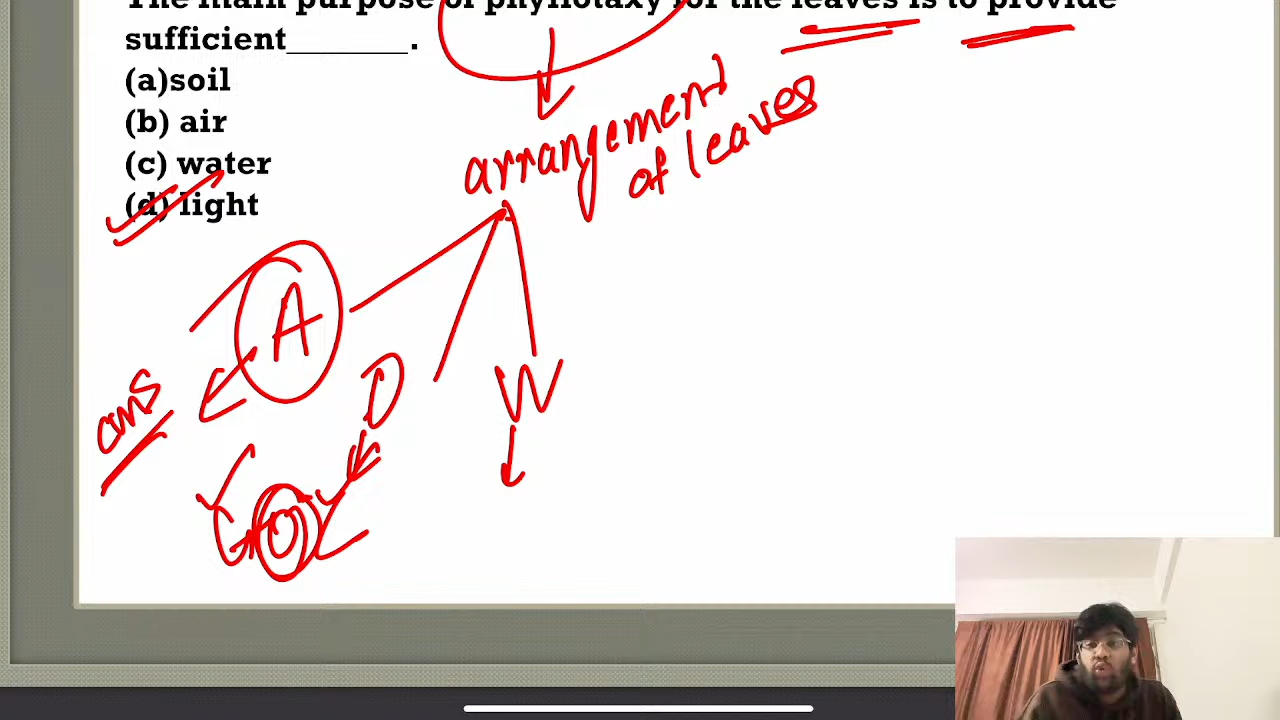 The main purpose of phyllotaxy for the leaves is to provide
sufficient_______.
(a)soil
(b) air
(c) water
(d) light
arrangement
of leaves
A
D
W
ans